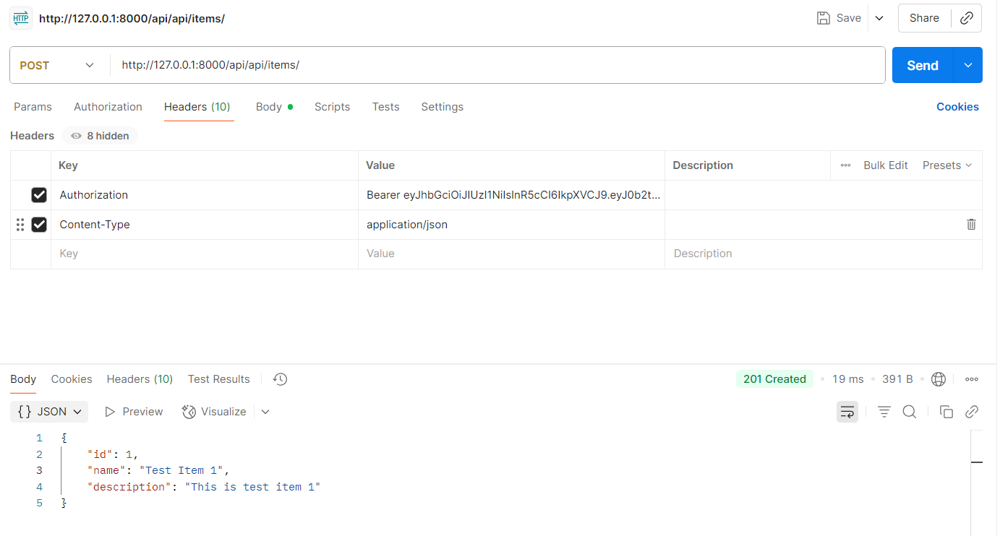 HTTP http://127.0.0.1:8000/api/api/items/ Save Share
POST http://127.0.0.1:8000/api/api/items/ Send
Params Authorization Headers (10) Body Scripts Tests Settings Cookies
Headers 8 hidden
Key Value Description Bulk Edit Presets
Authorization Bearer eyJhbGciOiJIUzI1NiIsInR5cCI6IkpXVCJ9.eyJ0b2t...
Content-Type application/json
Key Value Description
Body Cookies Headers (10) Test Results 201 Created 19 ms 391 B
{} JSON Preview Visualize
1 {
2 "id": 1,
3 "name": "Test Item 1",
4 "description": "This is test item 1"
5 }